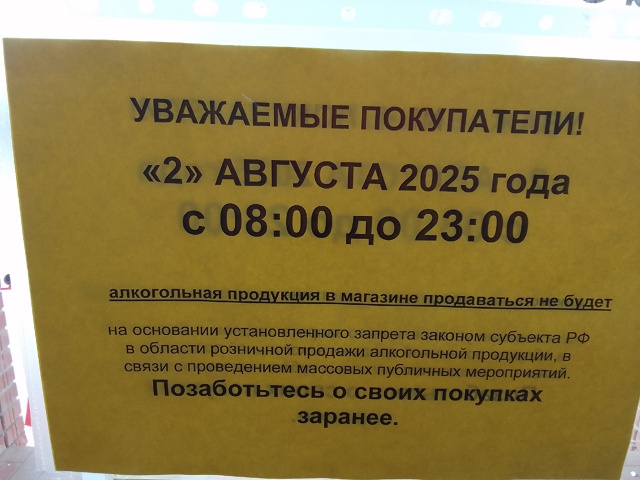 УВАЖАЕМЫЕ ПОКУПАТЕЛИ!
«2» АВГУСТА 2025 года
с 08:00 до 23:00
алкогольная продукция в магазине продаваться не будет
на основании установленного запрета законом субъекта РФ
в области розничной продажи алкогольной продукции, в
связи с проведением массовых публичных мероприятий.
Позаботьтесь о своих покупках
заранее.